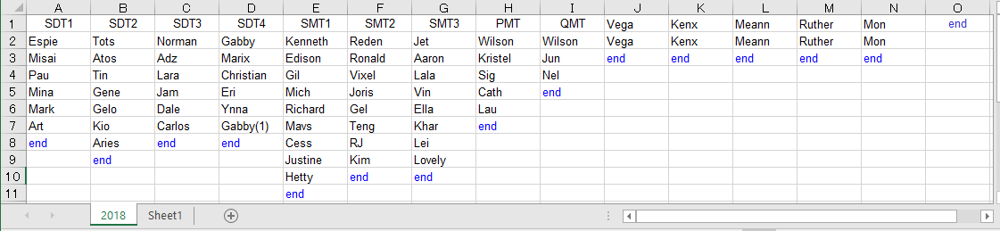 A B C D E F G H I J K L M N O
1 SDT1 SDT2 SDT3 SDT4 SMT1 SMT2 SMT3 PMT QMT Vega Kenx Meann Ruther Mon end
2 Espie Tots Norman Gabby Kenneth Reden Jet Wilson Wilson Vega Kenx Meann Ruther Mon
3 Misai Atos Adz Marix Edison Ronald Aaron Kristel Jun end end end end end
4 Pau Tin Lara Christian Gil Vixel Lala Sig Nel
5 Mina Gene Jam Eri Mich Joris Vin Cath end
6 Mark Gelo Dale Ynna Richard Gel Ella Lau
7 Art Kio Carlos Gabby(1) Mavs Teng Khar end
8 end Aries end end Cess RJ Lei
9 end Justine Kim Lovely
10 Hetty end end
11 end
2018 Sheet1